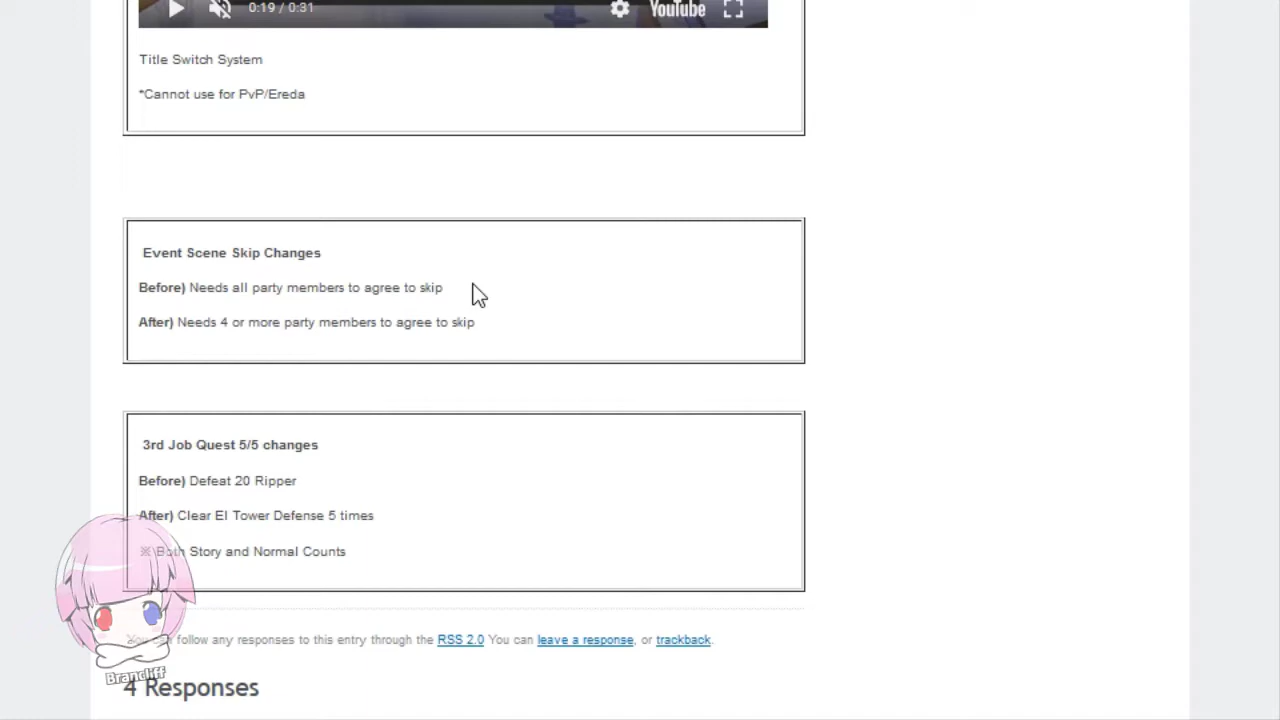 0:19 / 0:31
YouTube
Title Switch System
*Cannot use for PvP/Ereda
Event Scene Skip Changes
Before) Needs all party members to agree to skip
After) Needs 4 or more party members to agree to skip
3rd Job Quest 5/5 changes
Before) Defeat 20 Ripper
After) Clear El Tower Defense 5 times
※ Both Story and Normal Counts
You can follow any responses to this entry through the RSS 2.0 You can leave a response, or trackback.
Brancliff
4 Responses